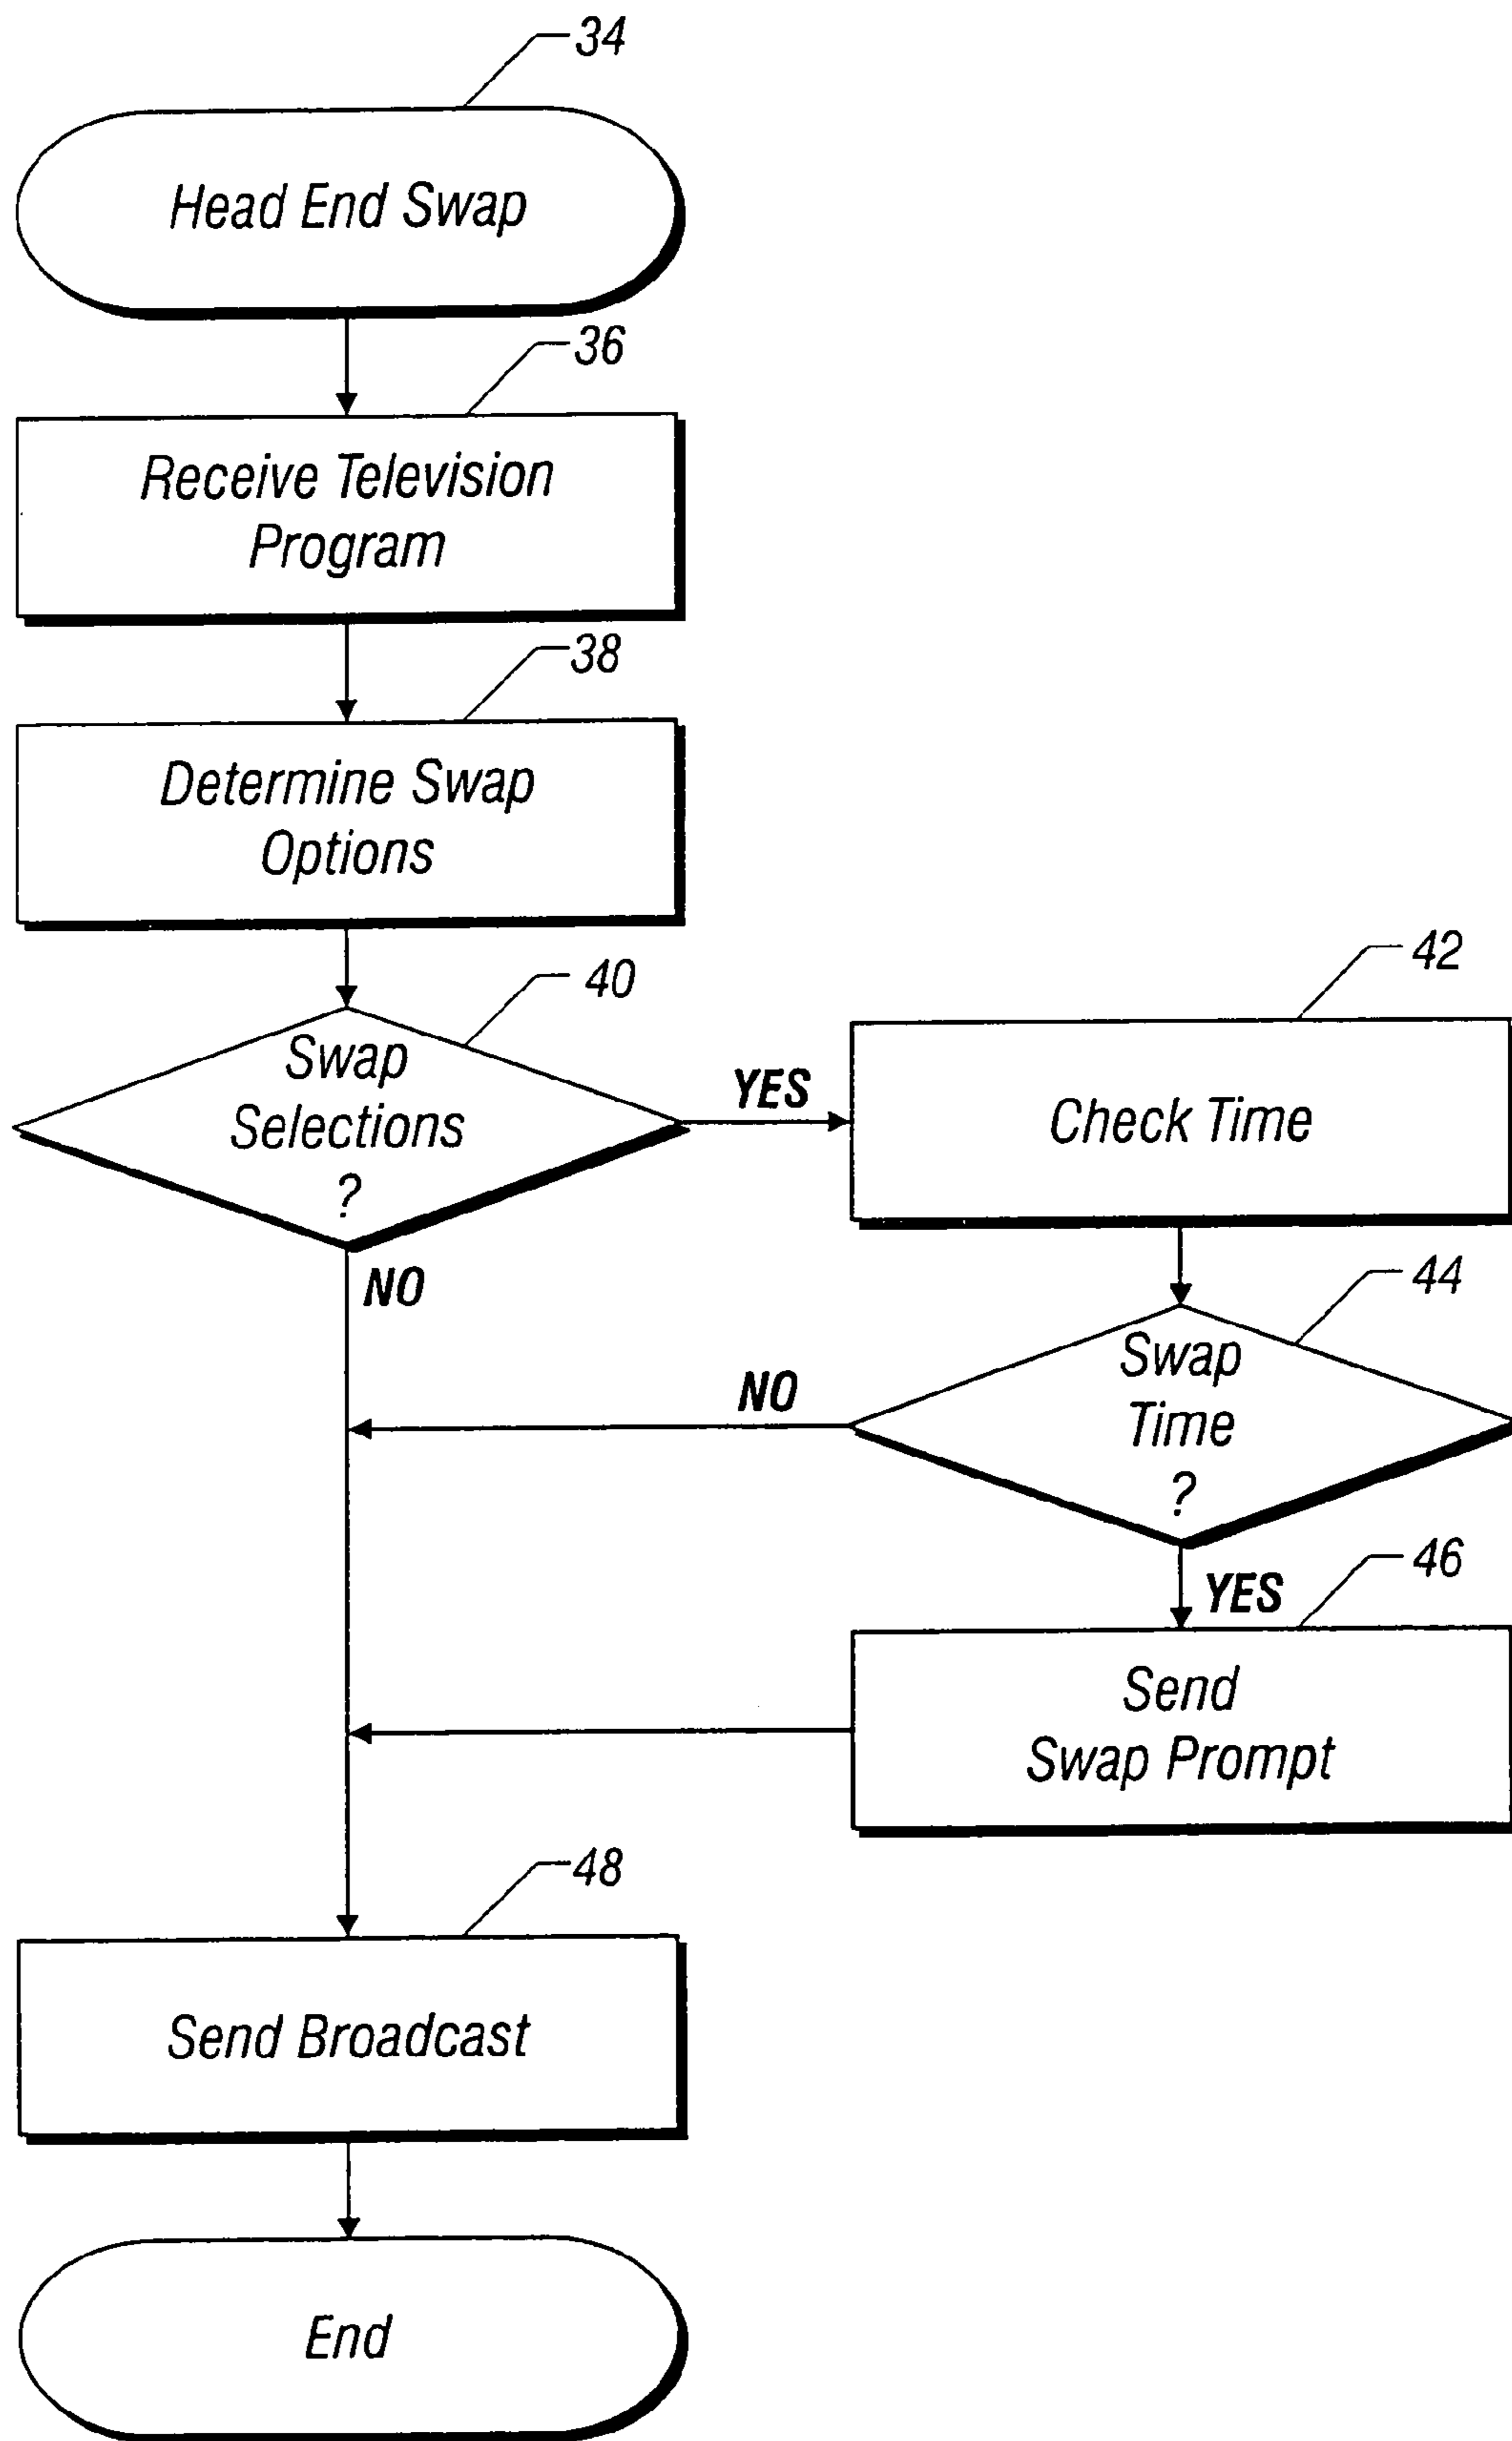 34
Head End Swap
36
Receive Television
Program
38
Determine Swap
Options
40
Swap
Selections
?
YES
42
Check Time
NO
44
Swap
Time
?
NO
YES
46
Send
Swap Prompt
48
Send Broadcast
End